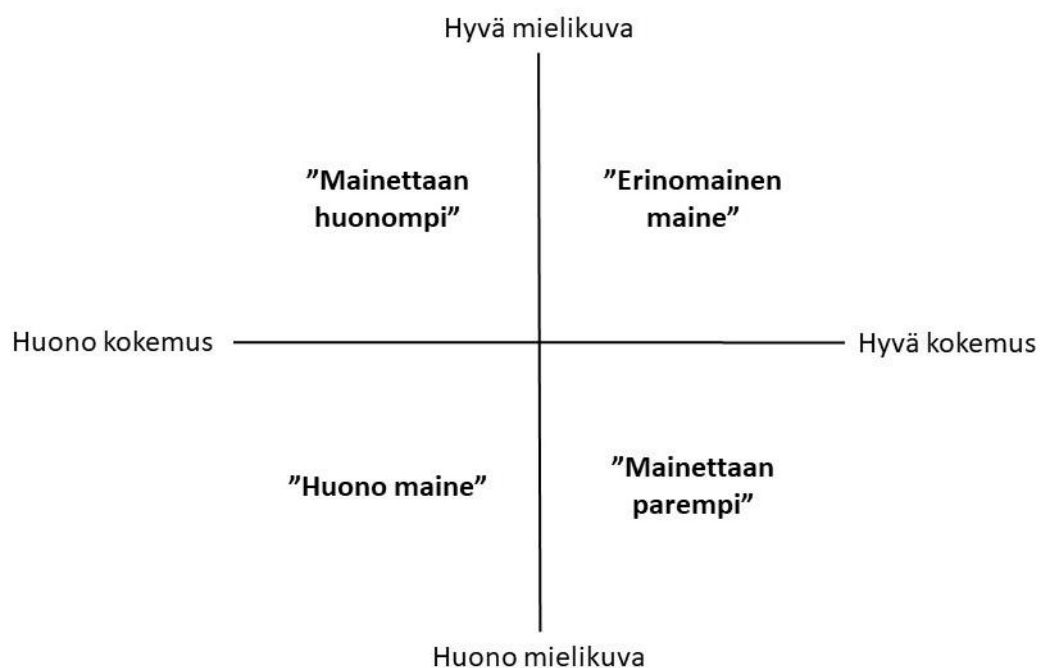 Hyvä mielikuva
”Mainettaan
huonompi”
”Erinomainen
maine”
Huono kokemus
Hyvä kokemus
”Huono maine”
”Mainettaan
parempi”
Huono mielikuva